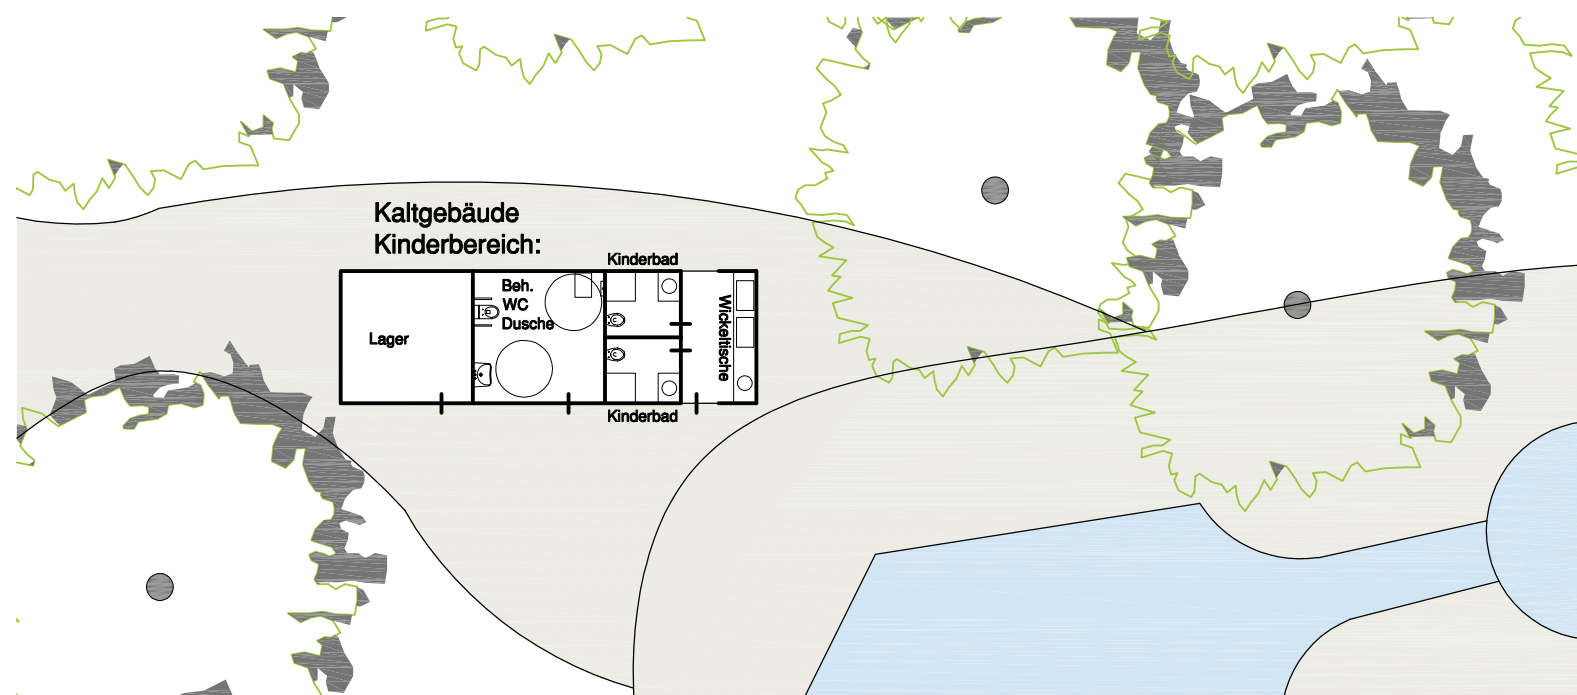 Kaltgebäude
Kinderbereich:
Kinderbad
Beh.
WC
Dusche
Lager
Wickeltische
Kinderbad